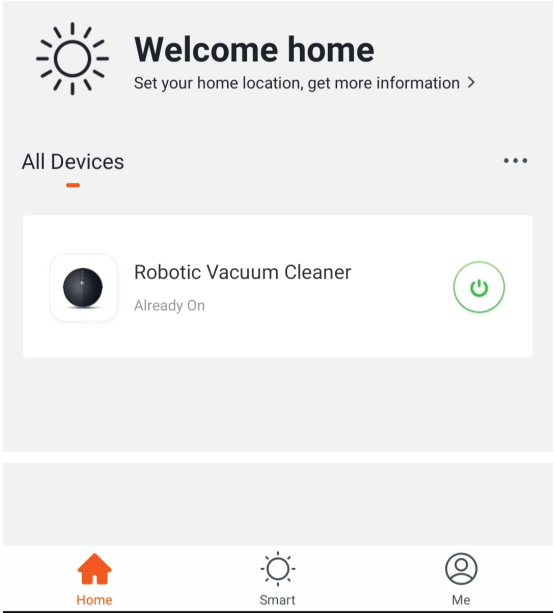 Welcome home
Set your home location, get more information >
All Devices
Robotic Vacuum Cleaner
Already On
Home
Smart
Me